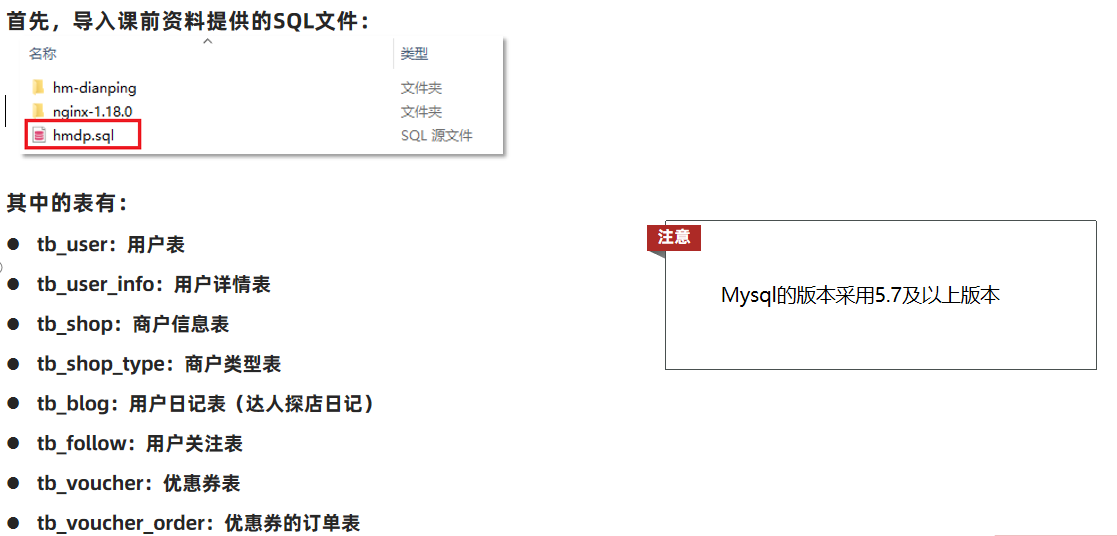 首先，导入课前资料提供的SQL文件：
名称 类型
hm-dianping 文件夹
nginx-1.18.0 文件夹
hmdp.sql SQL 源文件
其中的表有：
● tb_user：用户表
● tb_user_info：用户详情表
● tb_shop：商户信息表
● tb_shop_type：商户类型表
● tb_blog：用户日记表（达人探店日记）
● tb_follow：用户关注表
● tb_voucher：优惠券表
● tb_voucher_order：优惠券的订单表
注意
Mysql的版本采用5.7及以上版本